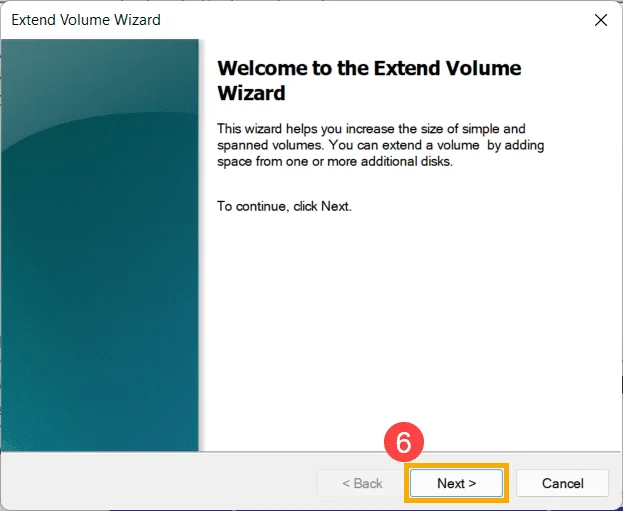 Extend Volume Wizard
Welcome to the Extend Volume
Wizard
This wizard helps you increase the size of simple and
spanned volumes. You can extend a volume  by adding
space from one or more additional disks.
To continue, click Next.
6
< Back
Next >
Cancel